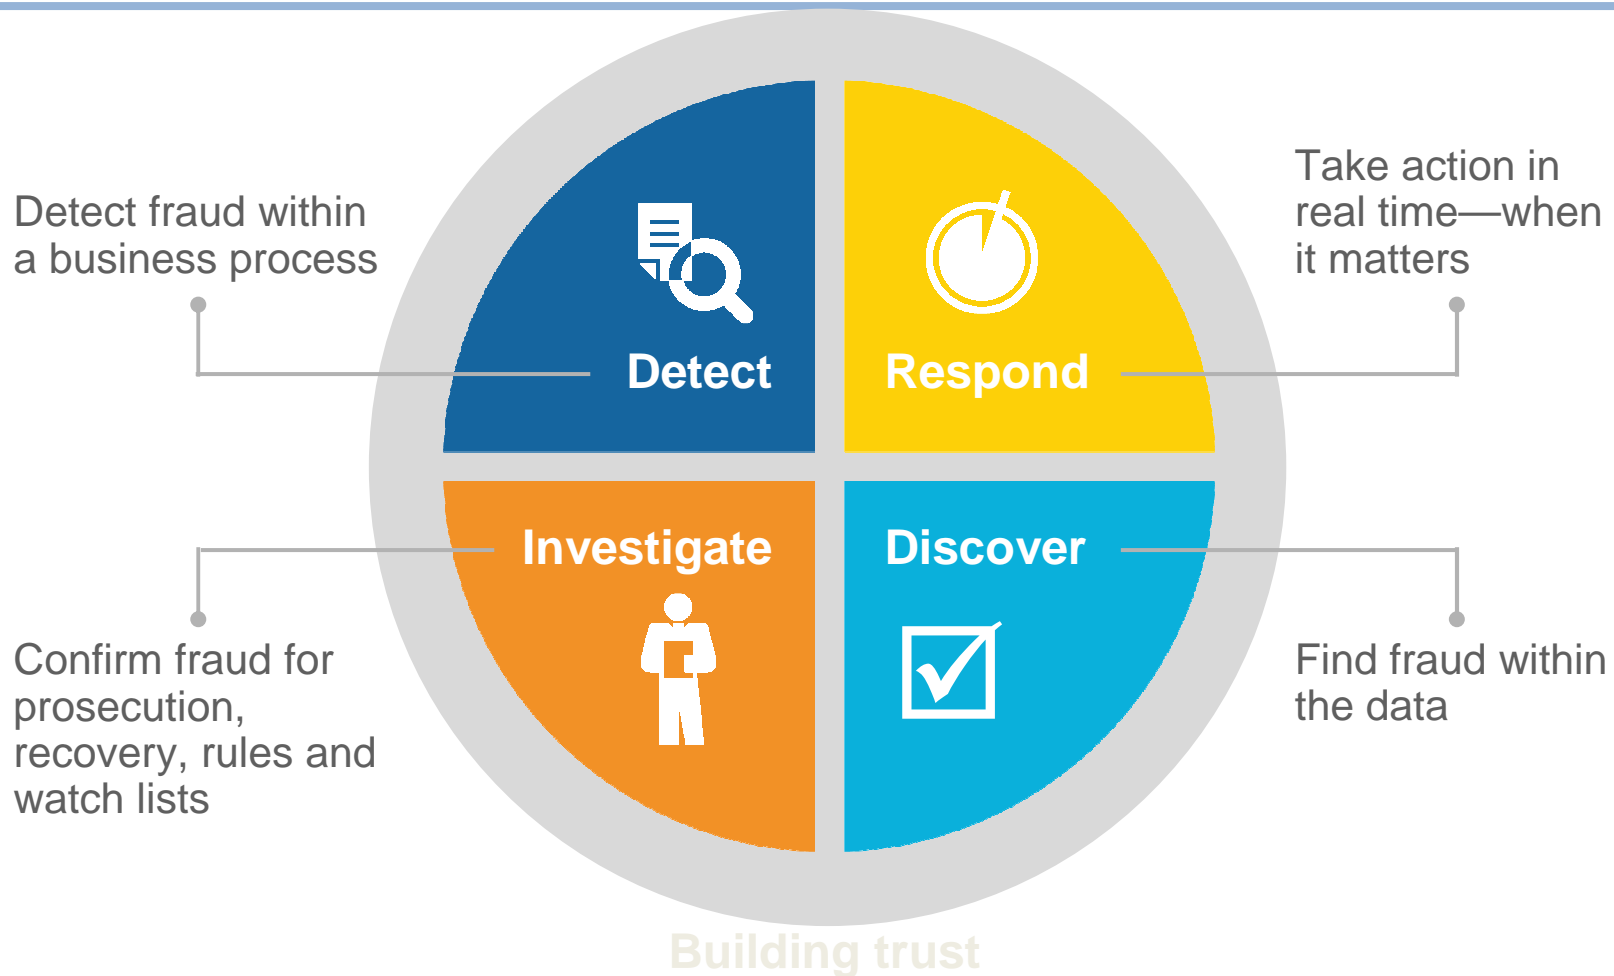 Detect fraud within
a business process
Take action in
real time—when
it matters
Detect
Respond
Investigate
Discover
Confirm fraud for
prosecution,
recovery, rules and
watch lists
Find fraud within
the data
Building trust